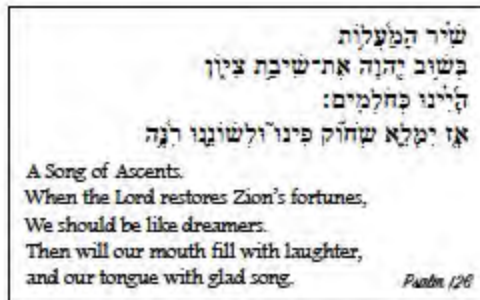 שִׁיר הַמַּעֲלוֹת
בְּשׁוּב יְהוָה אֶת־שִׁיבַת צִיּוֹן
הָיִינוּ כְּחֹלְמִים׃
אָז יִמָּלֵא שְׂחוֹק פִּינוּ וּלְשׁוֹנֵנוּ רִנָּה
A Song of Ascents.
When the Lord restores Zion's fortunes,
We should be like dreamers.
Then will our mouth fill with laughter,
and our tongue with glad song.
Psalm 126